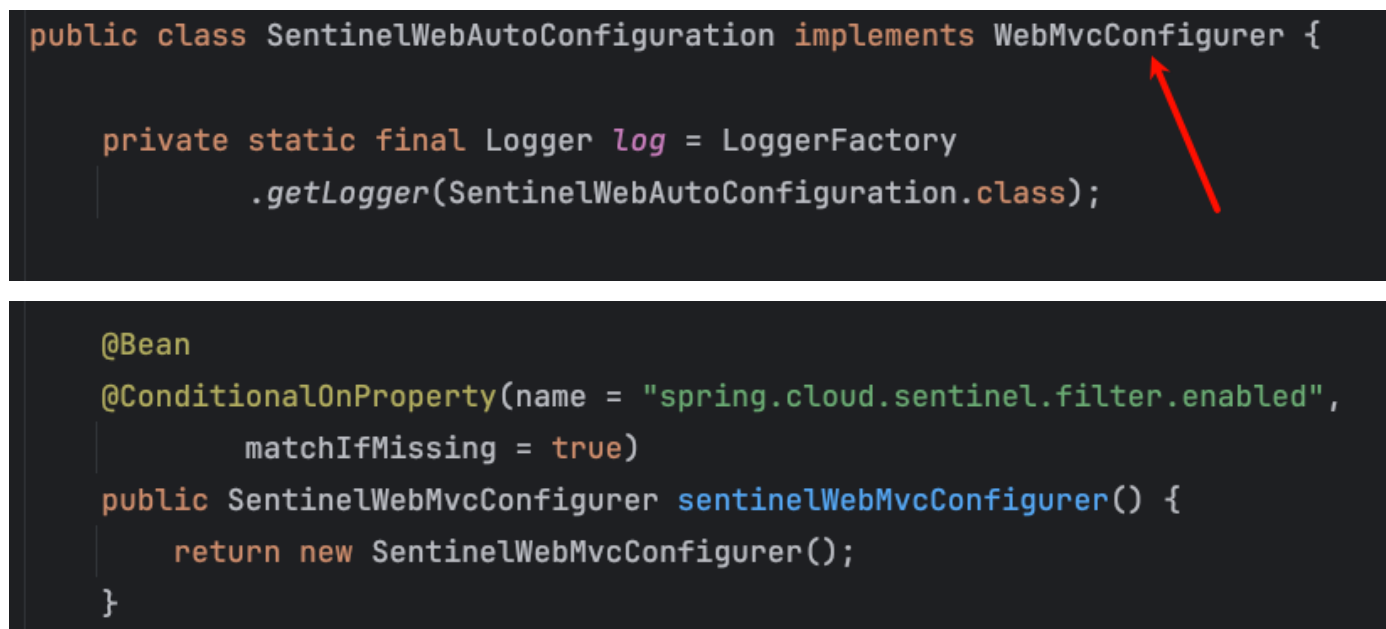 public class SentinelWebAutoConfiguration implements WebMvcConfigurer {
private static final Logger log = LoggerFactory
.getLogger(SentinelWebAutoConfiguration.class);
@Bean
@ConditionalOnProperty(name = "spring.cloud.sentinel.filter.enabled",
matchIfMissing = true)
public SentinelWebMvcConfigurer sentinelWebMvcConfigurer() {
return new SentinelWebMvcConfigurer();
}